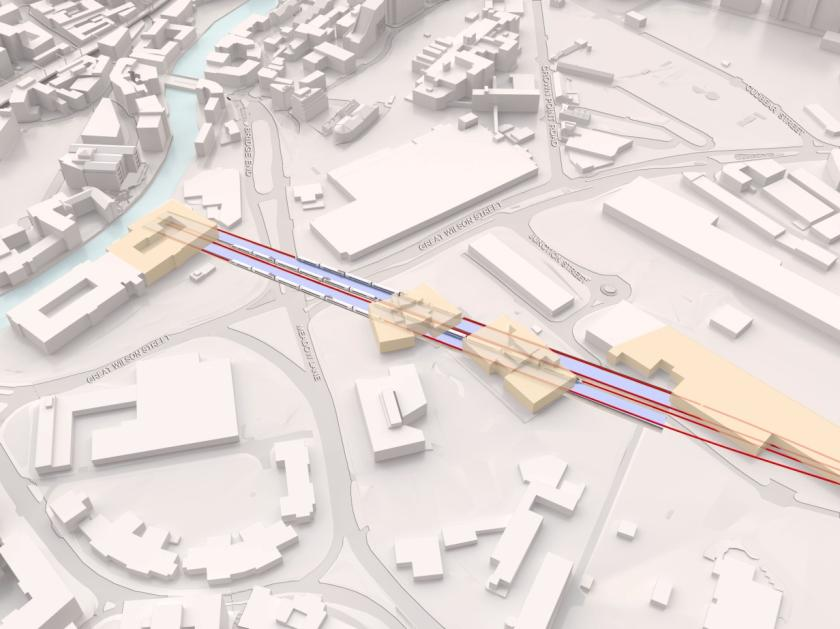 BRIDGE END
CROWN POINT ROAD
GREAT WILSON STREET
JUNCTION STREET
MEADOW LANE
GREAT WILSON STREET